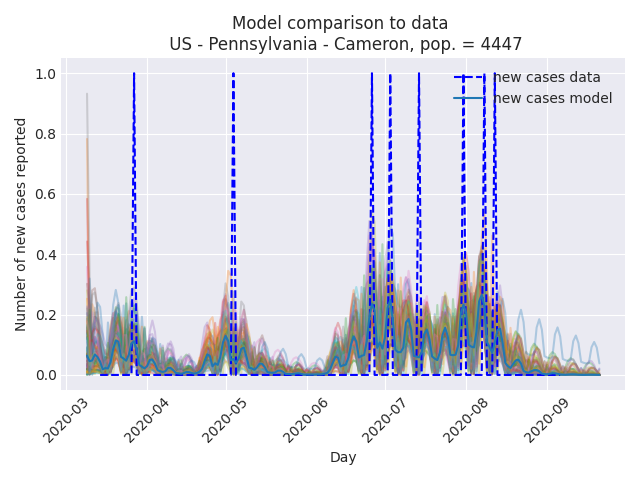 Model comparison to data
US - Pennsylvania - Cameron, pop. = 4447
new cases data
new cases model
Number of new cases reported
1.0
0.8
0.6
0.4
0.2
0.0
2020-03
2020-04
2020-05
2020-06
2020-07
2020-08
2020-09
Day